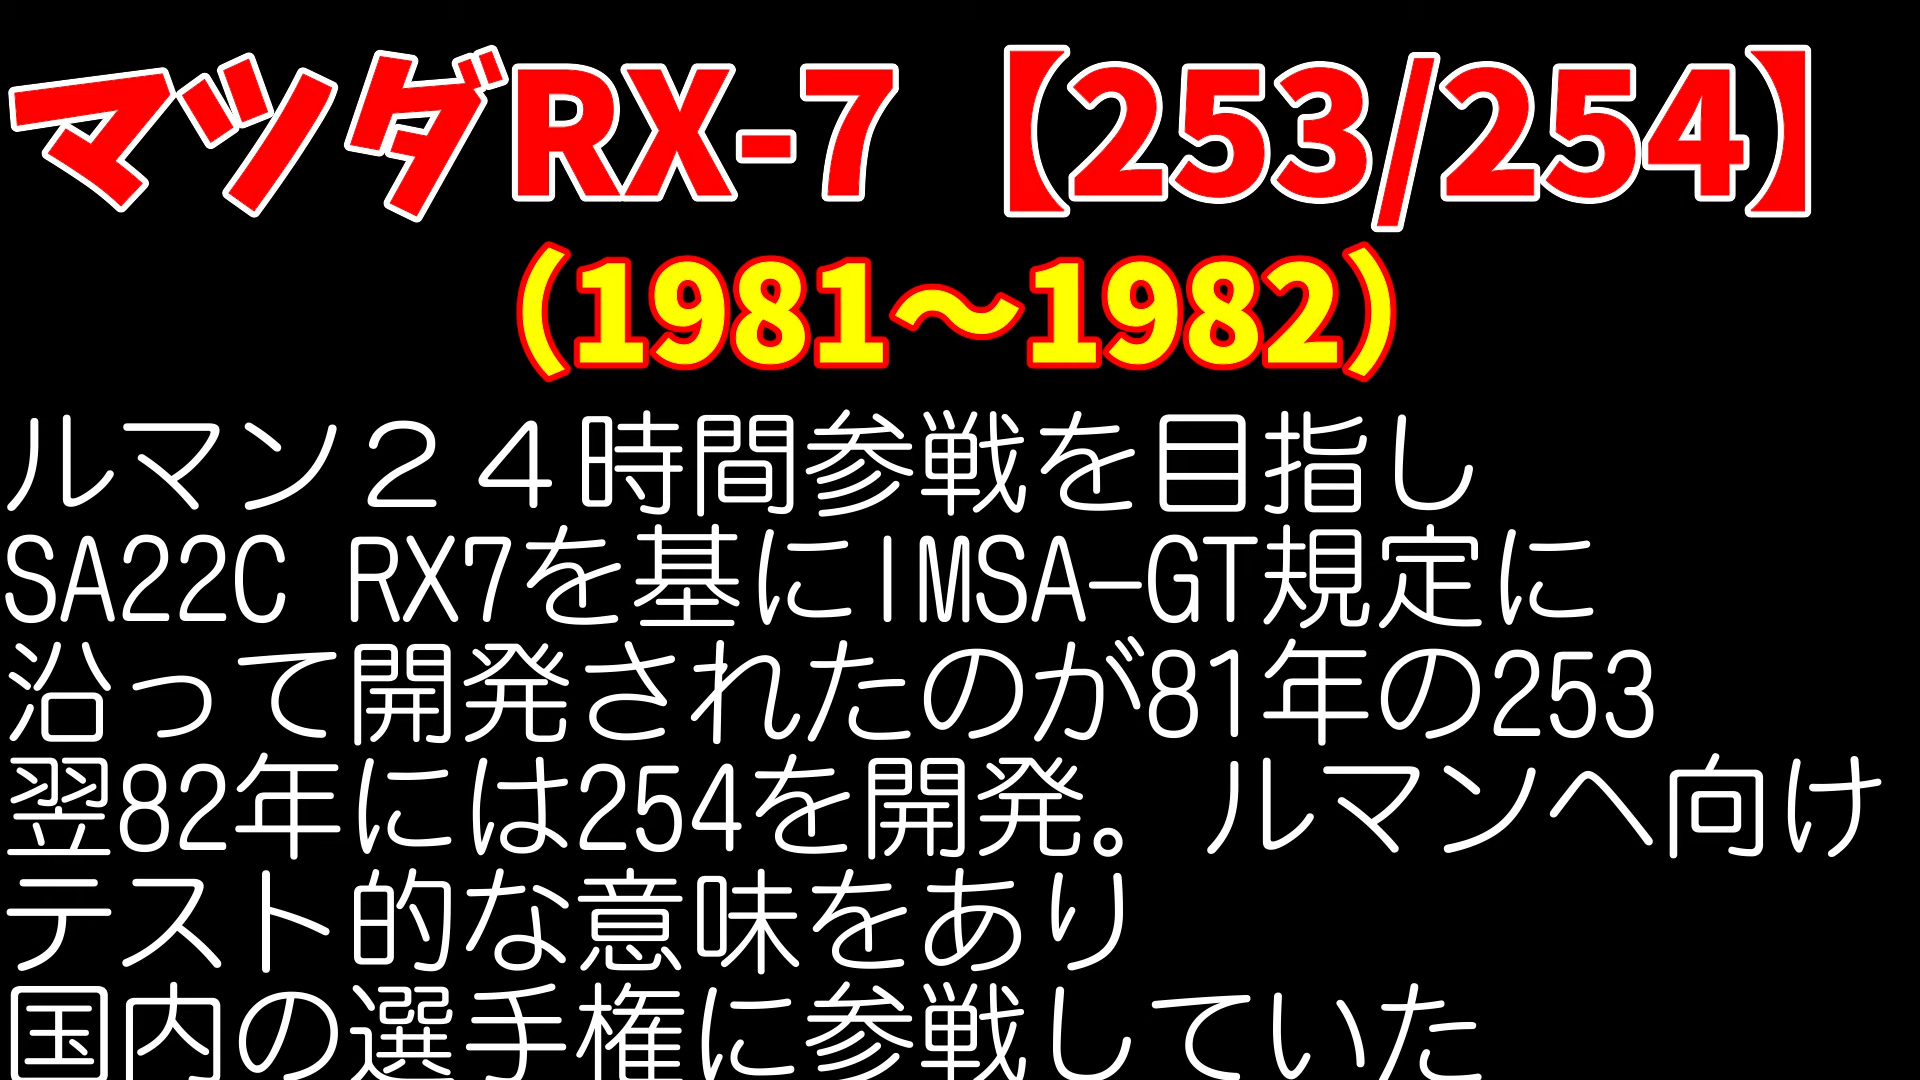 マツダRX-7【253/254】
（1981～1982）
ルマン２４時間参戦を目指し
SA22C RX7を基にIMSA-GT規定に
沿って開発されたのが81年の253
翌82年には254を開発。ルマンへ向け
テスト的な意味をあり
国内の選手権に参戦していた